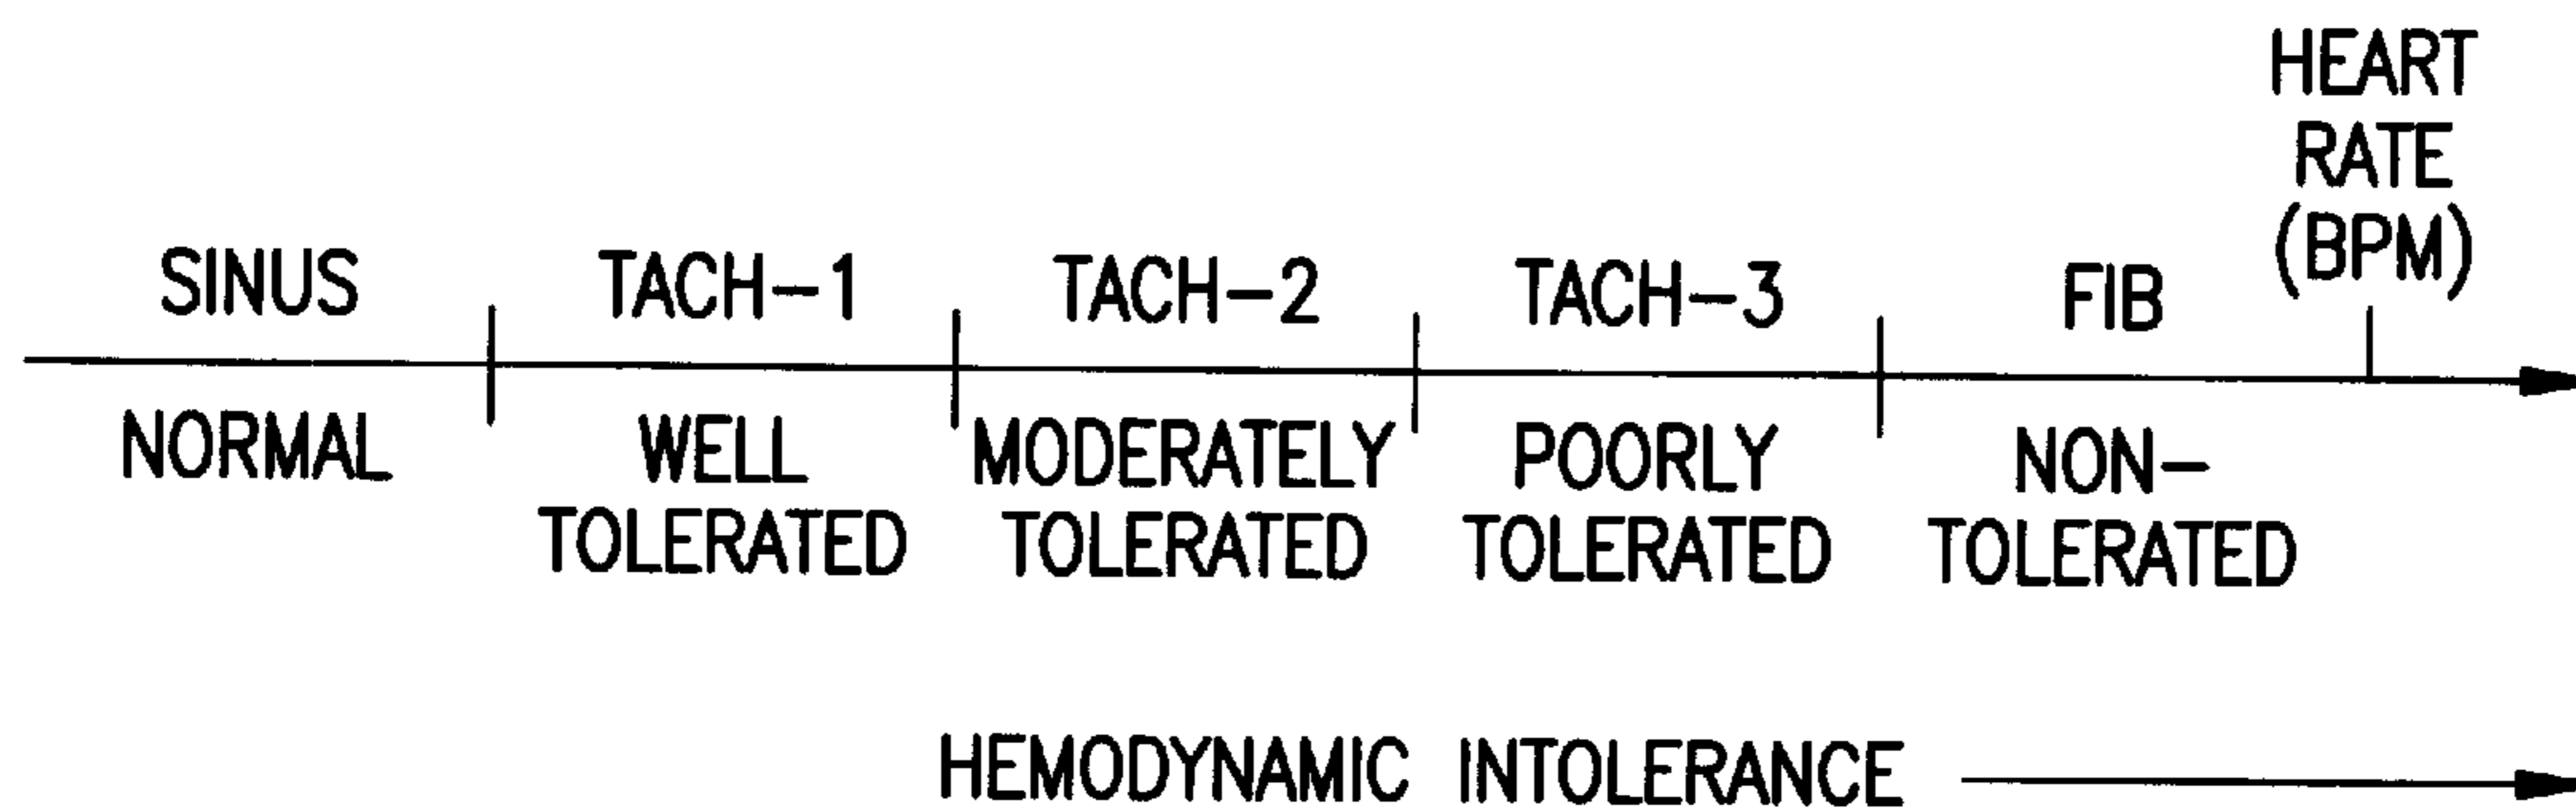 HEART
RATE
(BPM)
SINUS TACH-1 TACH-2 TACH-3 FIB
NORMAL WELL MODERATELY POORLY NON-
TOLERATED TOLERATED TOLERATED TOLERATED
HEMODYNAMIC INTOLERANCE